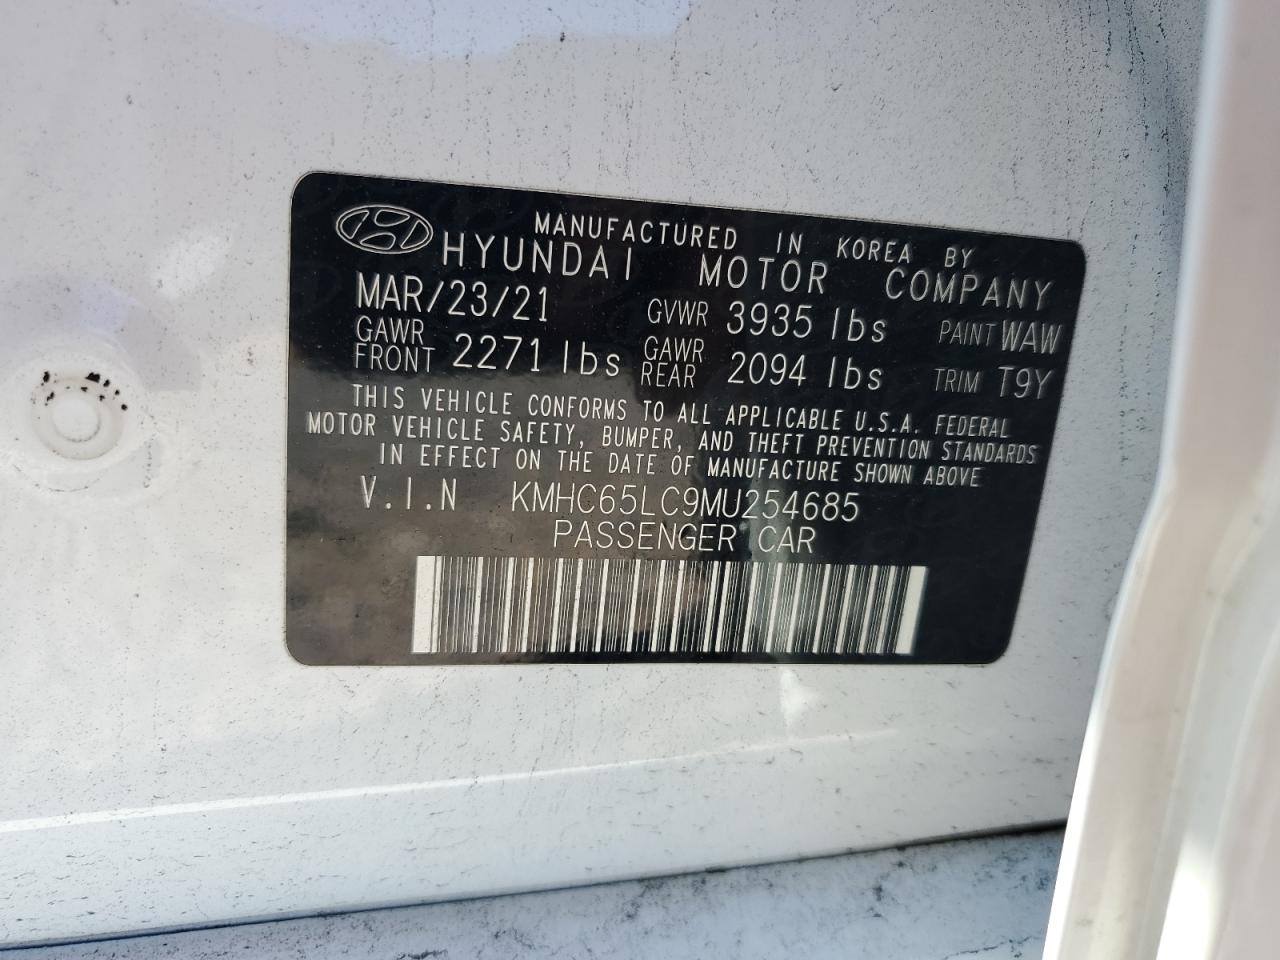 MANUFACTURED IN KOREA BY
HYUNDAI MOTOR COMPANY
MAR/23/21 GVWR 3935 lbs PAINT WAW
GAWR FRONT 2271 lbs GAWR REAR 2094 lbs TRIM T9Y
THIS VEHICLE CONFORMS TO ALL APPLICABLE U.S.A. FEDERAL
MOTOR VEHICLE SAFETY, BUMPER, AND THEFT PREVENTION STANDARDS
IN EFFECT ON THE DATE OF MANUFACTURE SHOWN ABOVE
V.I.N KMHC65LC9MU254685
PASSENGER CAR